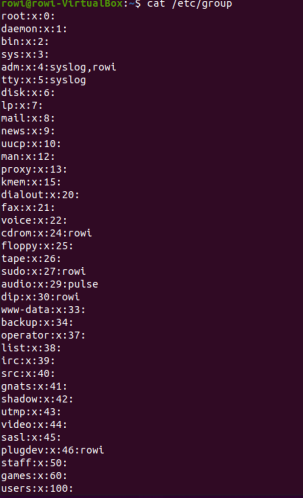 rowi@rowi-VirtualBox:~$ cat /etc/group
root:x:0:
daemon:x:1:
bin:x:2:
sys:x:3:
adm:x:4:syslog,rowi
tty:x:5:syslog
disk:x:6:
lp:x:7:
mail:x:8:
news:x:9:
uucp:x:10:
man:x:12:
proxy:x:13:
kmem:x:15:
dialout:x:20:
fax:x:21:
voice:x:22:
cdrom:x:24:rowi
floppy:x:25:
tape:x:26:
sudo:x:27:rowi
audio:x:29:pulse
dip:x:30:rowi
www-data:x:33:
backup:x:34:
operator:x:37:
list:x:38:
irc:x:39:
src:x:40:
gnats:x:41:
shadow:x:42:
utmp:x:43:
video:x:44:
sasl:x:45:
plugdev:x:46:rowi
staff:x:50:
games:x:60:
users:x:100: